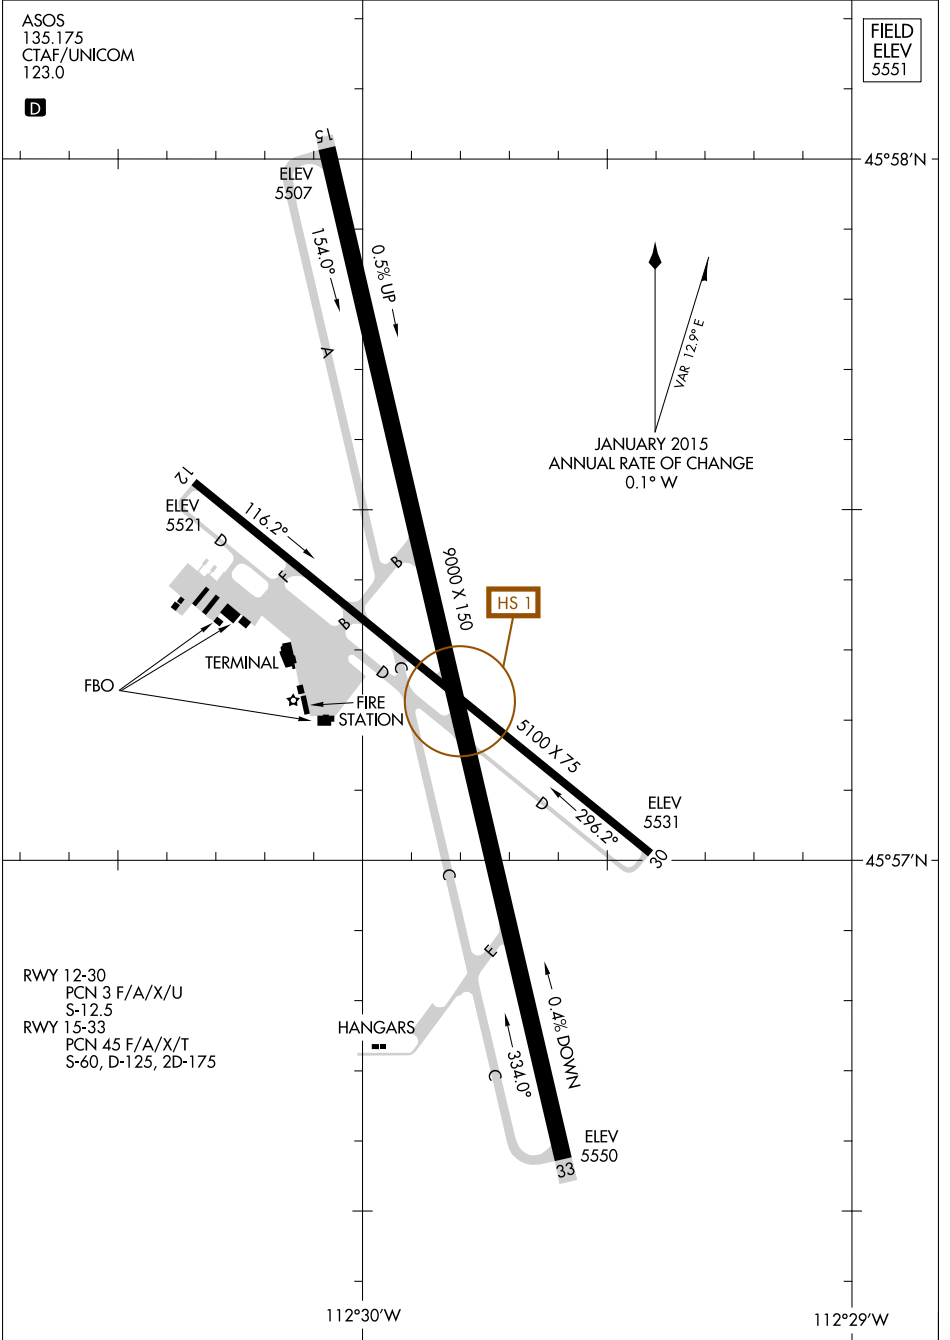 ASOS
135.175
CTAF/UNICOM
123.0
D
FIELD
ELEV
5551
15
45°58'N
ELEV
5507
154.0°
0.5% UP
A
VAR 12.9° E
JANUARY 2015
ANNUAL RATE OF CHANGE
0.1° W
12
ELEV
5521
116.2°
D
F
B
9000 X 150
HS 1
B
TERMINAL
D
C
FBO
FIRE
STATION
5100 X 75
D
296.2°
ELEV
5531
30
45°57'N
C
E
RWY 12-30
PCN 3 F/A/X/U
S-12.5
RWY 15-33
PCN 45 F/A/X/T
S-60, D-125, 2D-175
HANGARS
0.4% DOWN
334.0°
C
ELEV
5550
33
112°30'W
112°29'W